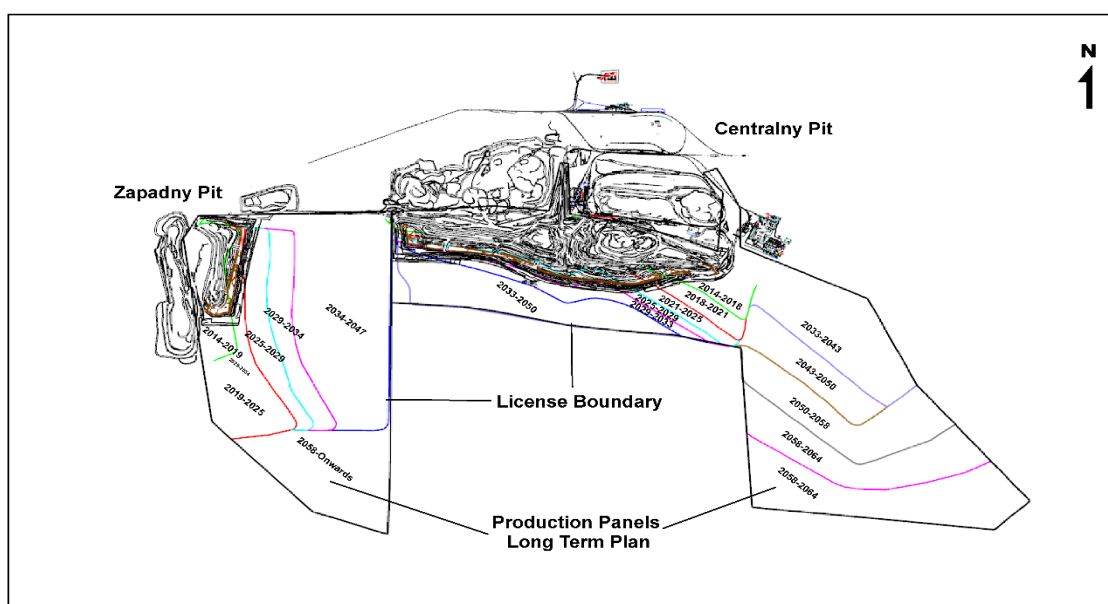 N
Centralny Pit
Zapadny Pit
2014-2018
2018-2021
2021-2025
2025-2029
2029-2033
2033-2050
2033-2043
2043-2050
2050-2058
2058-2064
2058-2064
2034-2047
2029-2034
2025-2029
2014-2019
2019-2025
2058-Onwards
License Boundary
Production Panels
Long Term Plan